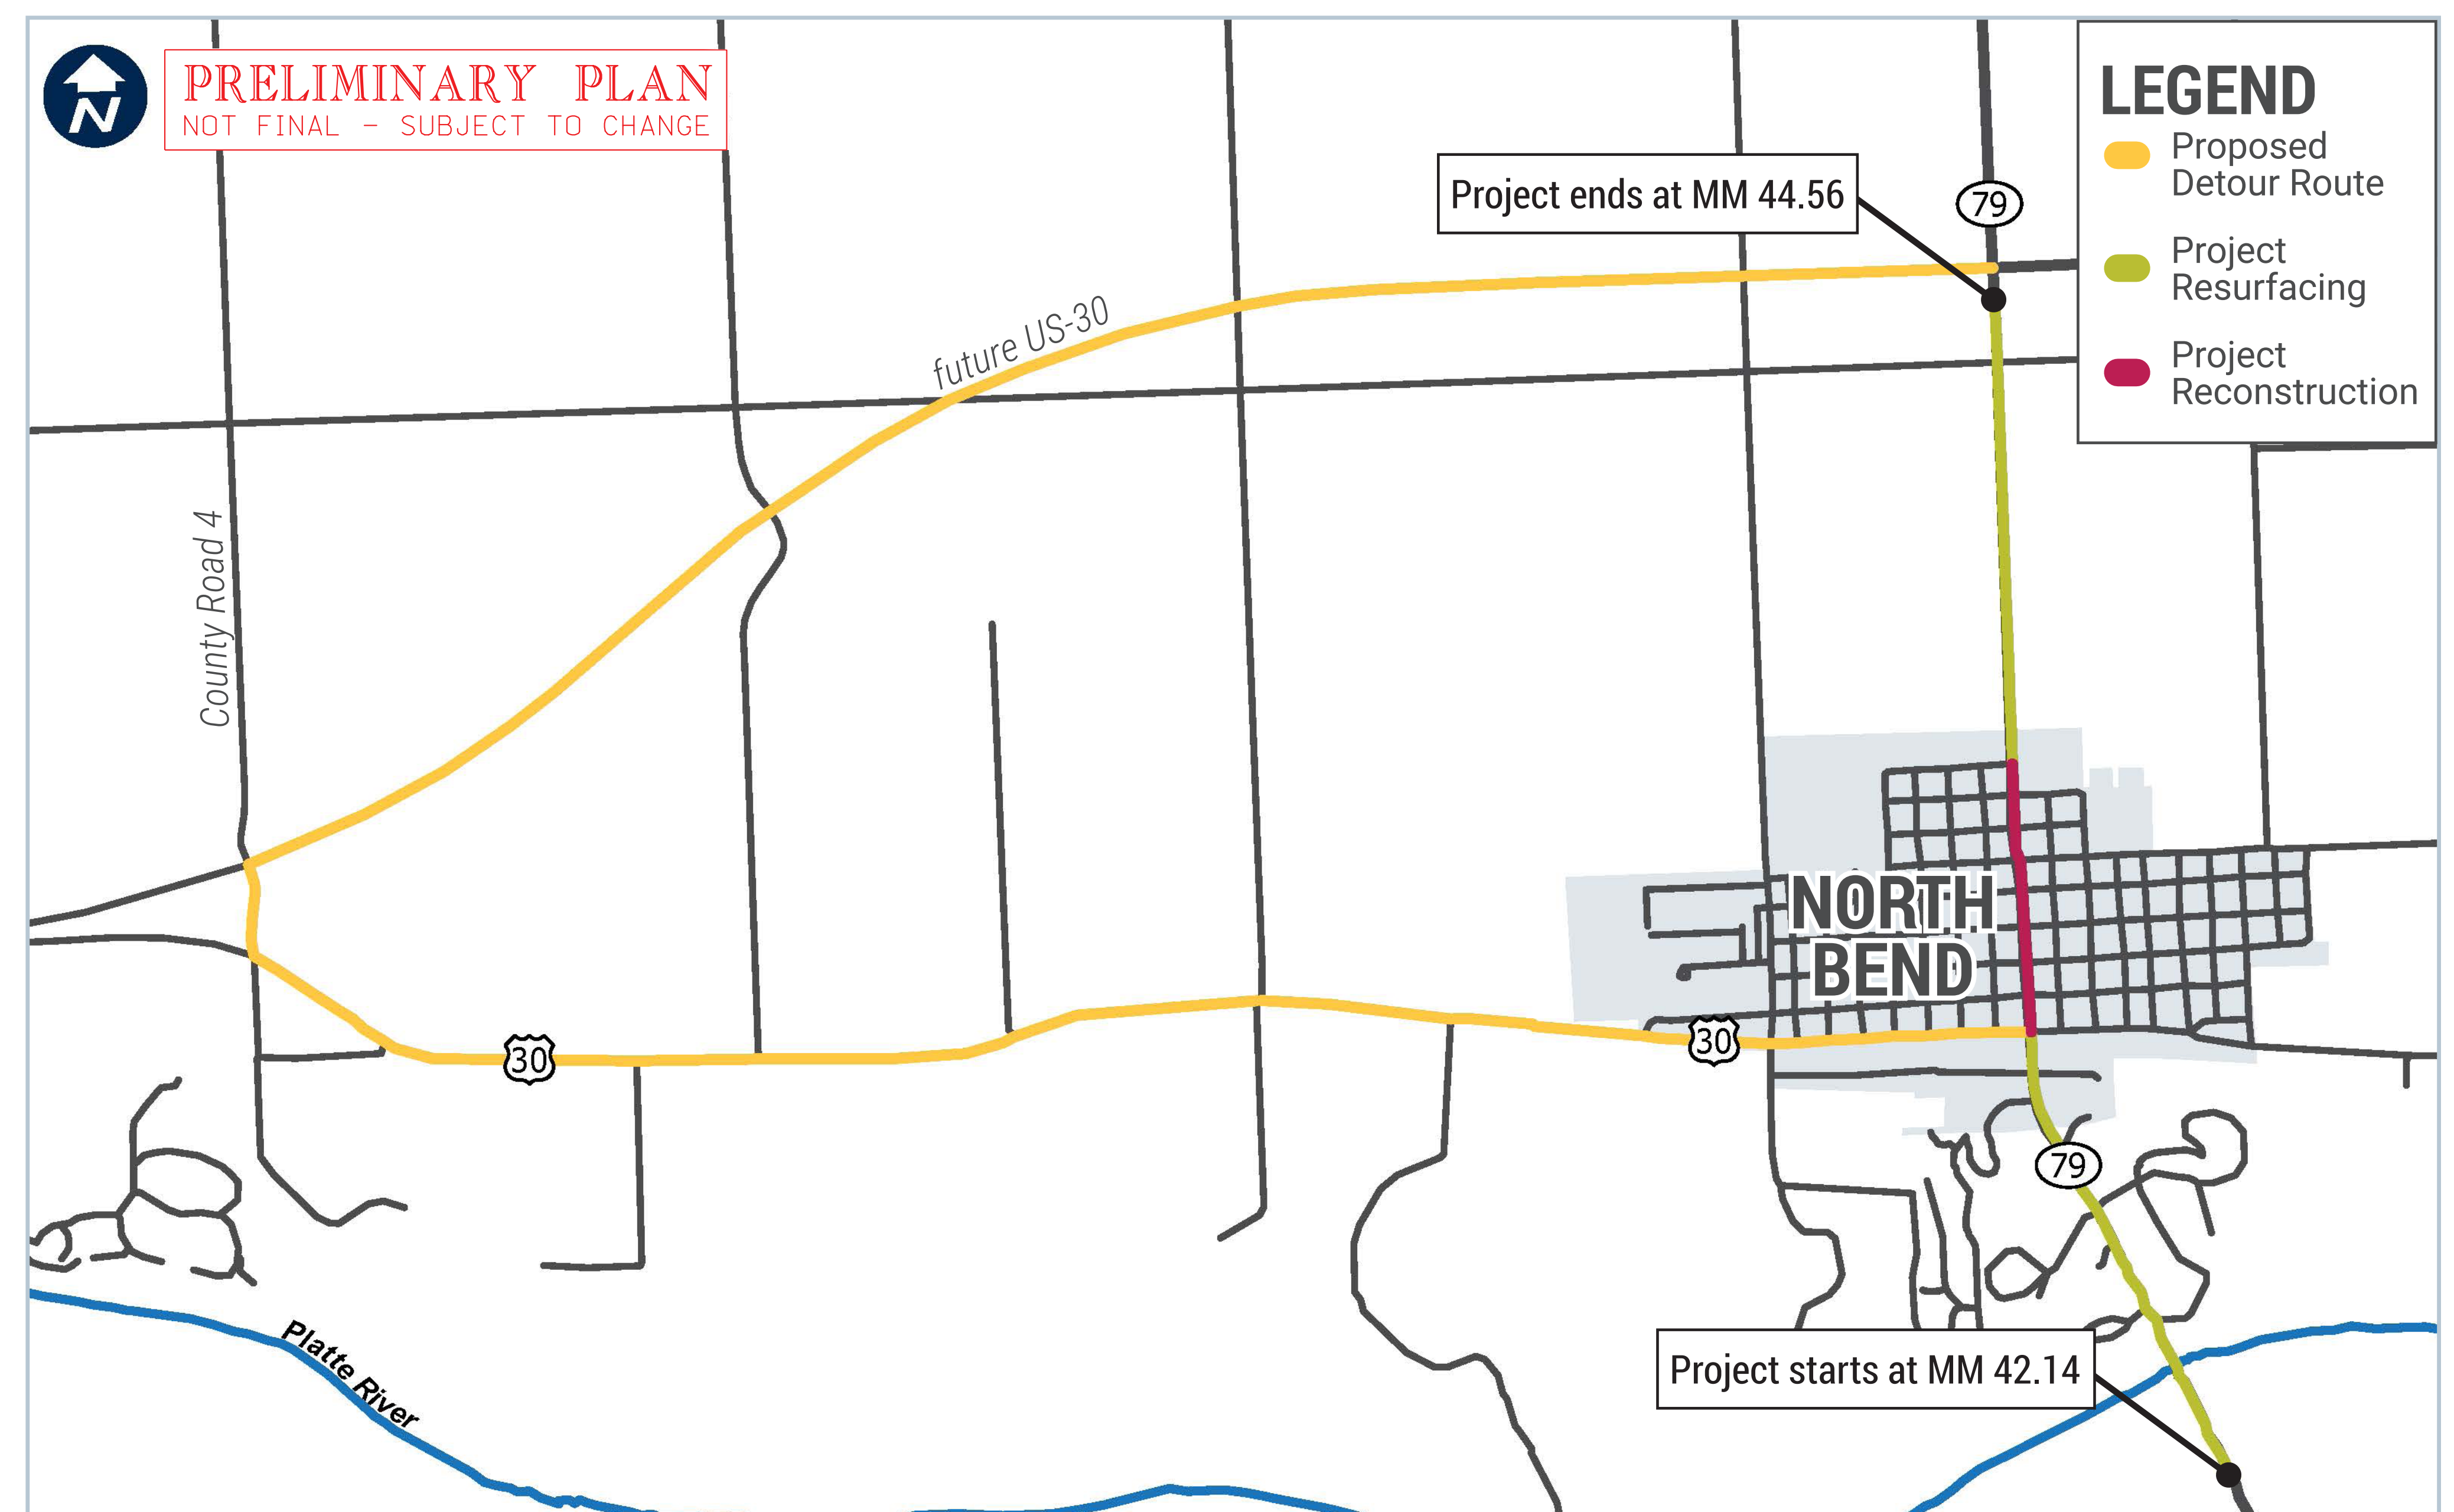 N
PRELIMINARY PLAN
NOT FINAL - SUBJECT TO CHANGE
LEGEND
Proposed
Detour Route
Project
Resurfacing
Project
Reconstruction
Project ends at MM 44.56
79
future US-30
County Road 4
NORTH
BEND
30
30
79
Platte River
Project starts at MM 42.14